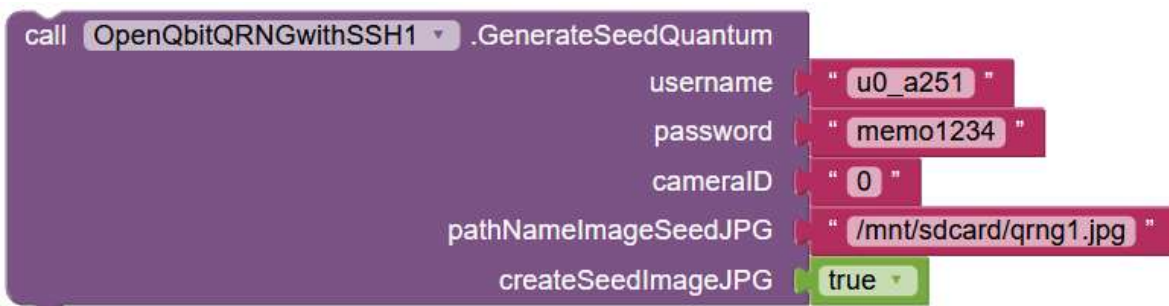 call OpenQbitQRNGwithSSH1 .GenerateSeedQuantum
username " u0_a251 "
password " memo1234 "
cameraID " 0 "
pathNameImageSeedJPG " /mnt/sdcard/qrng1.jpg "
createSeedImageJPG true